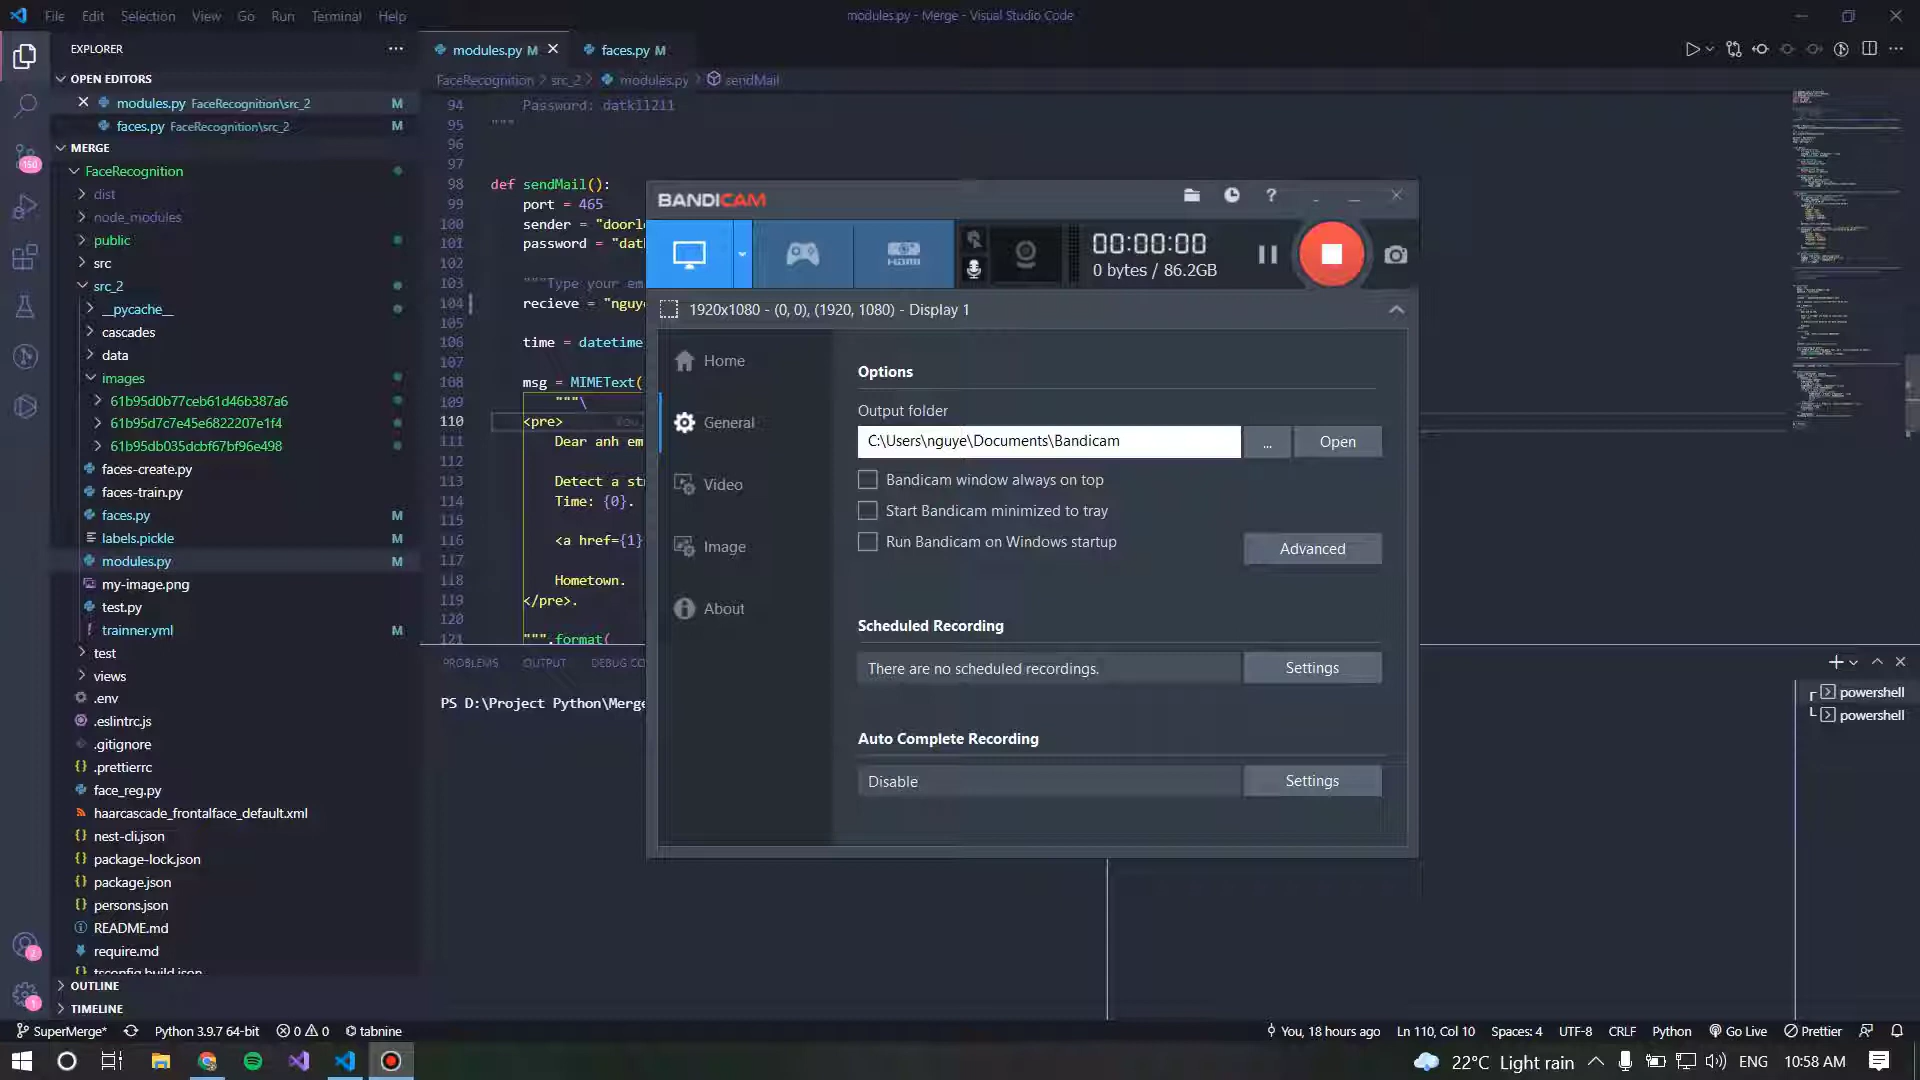 File Edit Selection View Go Run Terminal Help
modules.py - Merge - Visual Studio Code
EXPLORER
OPEN EDITORS
modules.py FaceRecognition\src_2 M
faces.py FaceRecognition\src_2 M
MERGE
FaceRecognition
dist
node_modules
public
src
src_2
__pycache__
cascades
data
images
61b95d0b77ceb61d46b387a6
61b95d7c7e45e6822207e1f4
61b95db035dcbf67bf96e498
faces-create.py
faces-train.py
faces.py M
labels.pickle M
modules.py M
my-image.png
test.py
trainner.yml M
test
views
.env
.eslintrc.js
.gitignore
.prettierrc
face_reg.py
haarcascade_frontalface_default.xml
nest-cli.json
package-lock.json
package.json
persons.json
README.md
require.md
tsconfig.build.json
OUTLINE
TIMELINE
150
2
1
modules.py M
faces.py M
FaceRecognition > src_2 > modules.py > sendMail
94 Password: datk11211
95 """
96
97
98 def sendMail():
99 port = 465
100 sender = "doorl
101 password = "dat
102
103 """Type your em
104 recieve = "nguye
105
106 time = datetime
107
108 msg = MIMEText(
109 """\
110 <pre> You,
111 Dear anh em
112
113 Detect a st
114 Time: {0}.
115
116 <a href={1}
117
118 Hometown.
119 </pre>.
120
121 """.format(
PROBLEMS OUTPUT DEBUG CO
PS D:\Project Python\Merge
powershell
powershell
BANDICAM
?
HDMI
00:00:00
0 bytes / 86.2GB
1920x1080 - (0, 0), (1920, 1080) - Display 1
Home
General
Video
Image
About
Options
Output folder
C:\Users\nguye\Documents\Bandicam
...
Open
Bandicam window always on top
Start Bandicam minimized to tray
Run Bandicam on Windows startup
Advanced
Scheduled Recording
There are no scheduled recordings.
Settings
Auto Complete Recording
Disable
Settings
SuperMerge* Python 3.9.7 64-bit 0 0 tabnine
You, 18 hours ago Ln 110, Col 10 Spaces: 4 UTF-8 CRLF Python Go Live Prettier
22°C Light rain ENG 10:58 AM